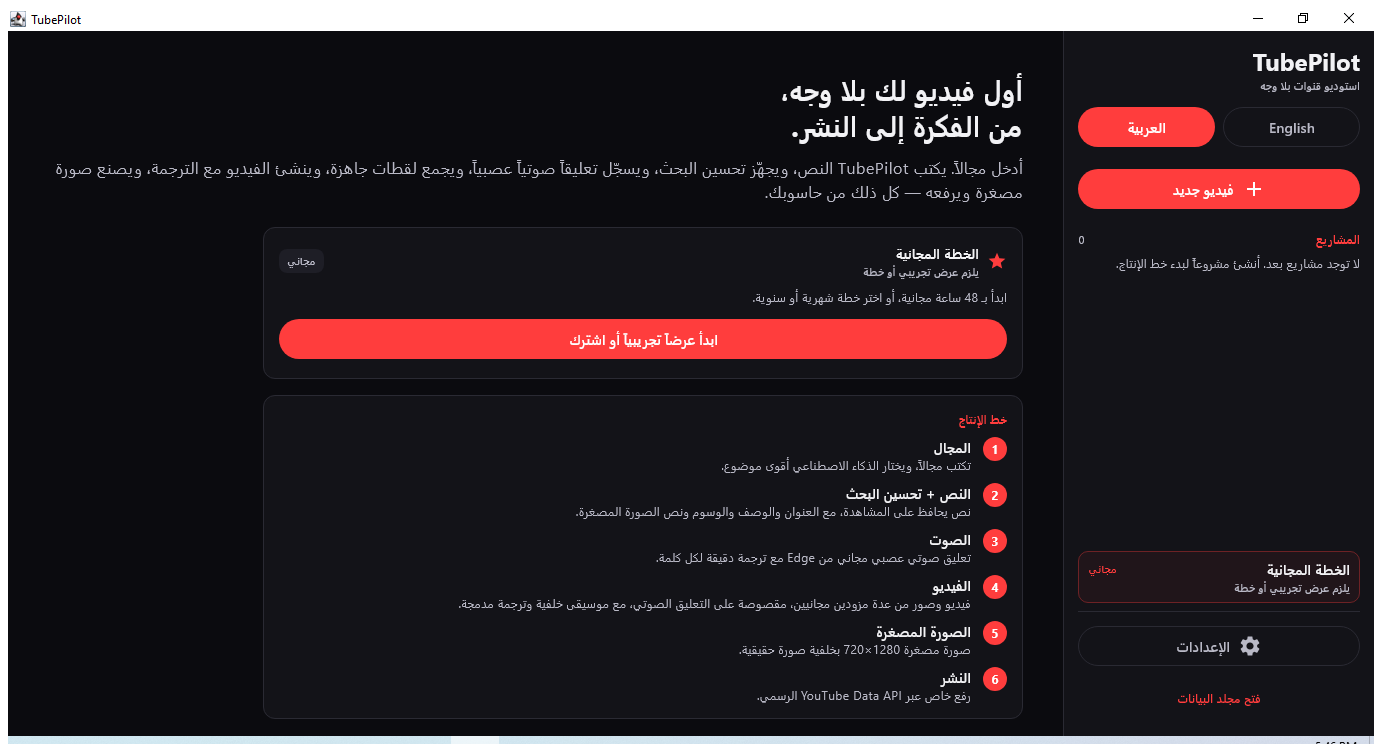 TubePilot
TubePilot
استوديو قنوات بلا وجه
العربية
English
فيديو جديد
المشاريع
0
لا توجد مشاريع بعد. أنشئ مشروعاً لبدء خط الإنتاج.
الخطة المجانية
مجاني
يلزم عرض تجريبي أو خطة
الإعدادات
فتح مجلد البيانات
أول فيديو لك بلا وجه،
من الفكرة إلى النشر.
أدخل مجالاً. يكتب TubePilot النص، ويجهّز تحسين البحث، ويسجّل تعليقاً صوتياً عصبياً، ويجمع لقطات جاهزة، وينشئ الفيديو مع الترجمة، ويصنع صورة
مصغرة ويرفعه — كل ذلك من حاسوبك.
الخطة المجانية
مجاني
يلزم عرض تجريبي أو خطة
ابدأ بـ 48 ساعة مجانية، أو اختر خطة شهرية أو سنوية.
ابدأ عرضاً تجريبياً أو اشترك
خط الإنتاج
1 المجال
تكتب مجالاً، ويختار الذكاء الاصطناعي أقوى موضوع.
2 النص + تحسين البحث
نص يحافظ على المشاهدة، مع العنوان والوصف والوسوم ونص الصورة المصغرة.
3 الصوت
تعليق صوتي عصبي مجاني من Edge مع ترجمة دقيقة لكل كلمة.
4 الفيديو
فيديو وصور من عدة مزودين مجانيين، مقصوصة على التعليق الصوتي، مع موسيقى خلفية وترجمة مدمجة.
5 الصورة المصغرة
صورة مصغرة 1280×720 بخلفية صورة حقيقية.
6 النشر
رفع خاص عبر YouTube Data API الرسمي.